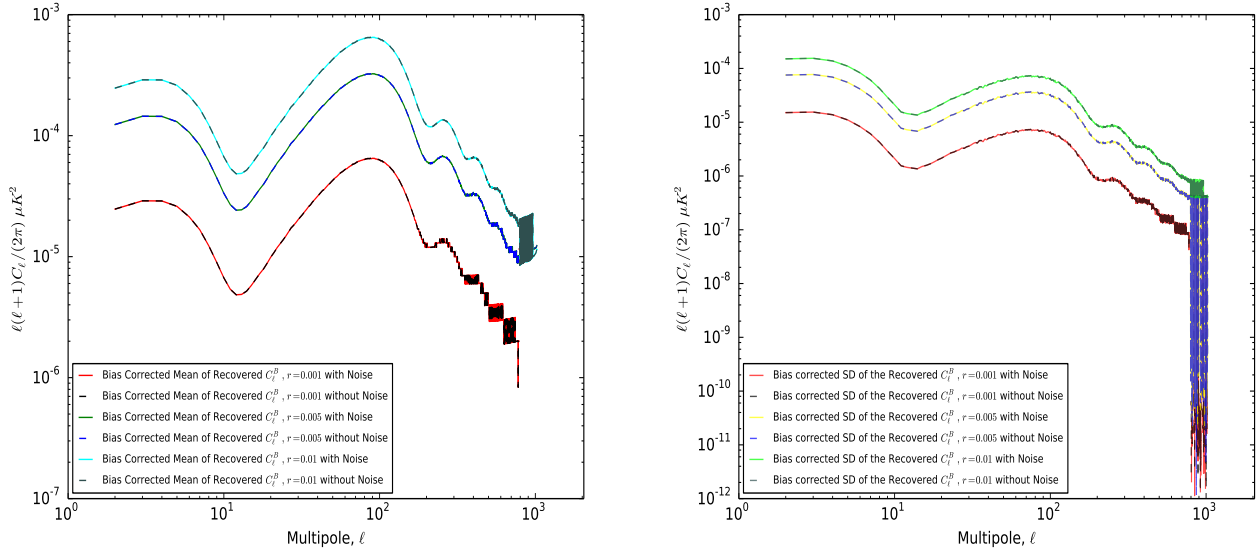 10^-3
10^-4
10^-5
10^-6
10^-7
ℓ(ℓ+1)C_ℓ/(2π) μK^2
Bias Corrected Mean of Recovered C_ℓ^B , r=0.001 with Noise
Bias Corrected Mean of Recovered C_ℓ^B , r=0.001 without Noise
Bias Corrected Mean of Recovered C_ℓ^B , r=0.005 with Noise
Bias Corrected Mean of Recovered C_ℓ^B , r=0.005 without Noise
Bias Corrected Mean of Recovered C_ℓ^B , r=0.01 with Noise
Bias Corrected Mean of Recovered C_ℓ^B , r=0.01 without Noise
10^0 10^1 10^2 10^3
Multipole, ℓ
10^-3
10^-4
10^-5
10^-6
10^-7
10^-8
10^-9
10^-10
10^-11
10^-12
ℓ(ℓ+1)C_ℓ/(2π) μK^2
Bias corrected SD of the Recovered C_ℓ^B , r=0.001 with Noise
Bias corrected SD of the Recovered C_ℓ^B , r=0.001 without Noise
Bias corrected SD of the Recovered C_ℓ^B , r=0.005 with Noise
Bias corrected SD of the Recovered C_ℓ^B , r=0.005 without Noise
Bias corrected SD of the Recovered C_ℓ^B , r=0.01 with Noise
Bias corrected SD of the Recovered C_ℓ^B , r=0.01 without Noise
10^0 10^1 10^2 10^3
Multipole, ℓ